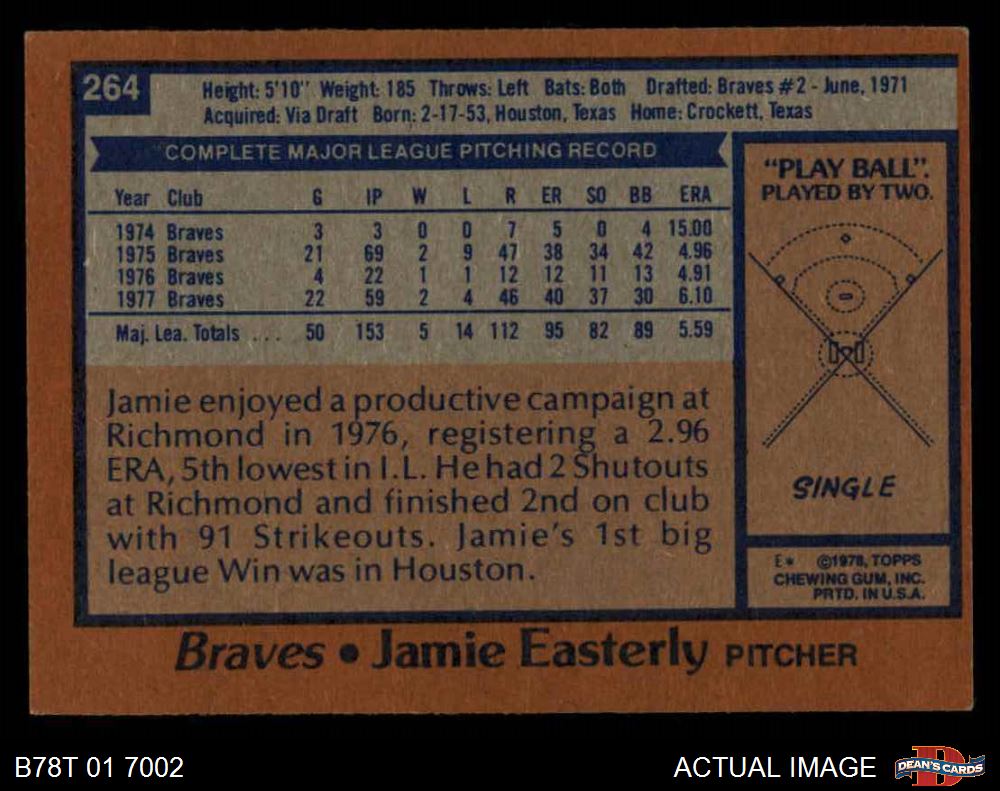 264
Height: 5'10" Weight: 185 Throws: Left Bats: Both Drafted: Braves #2 - June, 1971
Acquired: Via Draft Born: 2-17-53, Houston, Texas Home: Crockett, Texas
COMPLETE MAJOR LEAGUE PITCHING RECORD
Year Club G IP W L R ER SO BB ERA
1974 Braves 3 3 0 0 7 5 0 4 15.00
1975 Braves 21 69 2 9 47 38 34 42 4.96
1976 Braves 4 22 1 1 12 12 11 13 4.91
1977 Braves 22 59 2 4 46 40 37 30 6.10
Maj. Lea. Totals ... 50 153 5 14 112 95 82 89 5.59
Jamie enjoyed a productive campaign at
Richmond in 1976, registering a 2.96
ERA, 5th lowest in I.L. He had 2 Shutouts
at Richmond and finished 2nd on club
with 91 Strikeouts. Jamie's 1st big
league Win was in Houston.
"PLAY BALL".
PLAYED BY TWO.
SINGLE
E* ©1978, TOPPS
CHEWING GUM, INC.
PRTD. IN U.S.A.
Braves • Jamie Easterly PITCHER
B78T 01 7002
ACTUAL IMAGE
DEAN'S CARDS